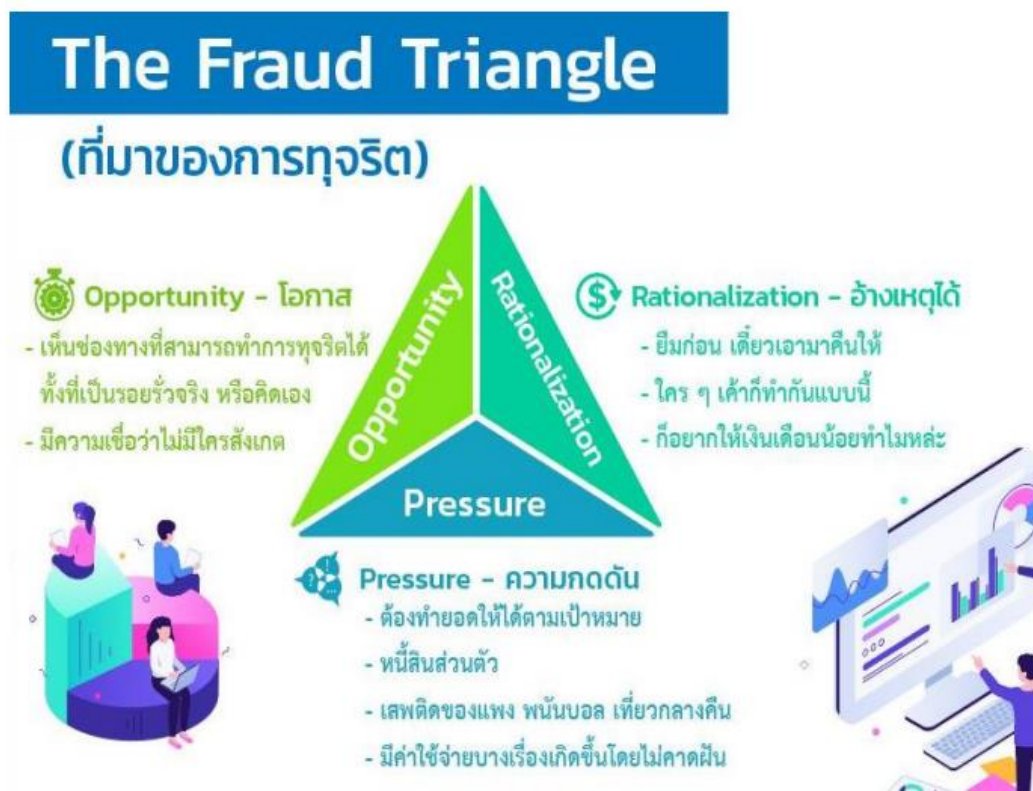 The Fraud Triangle
(ที่มาของการทุจริต)
Opportunity
Rationalization
Pressure
Opportunity - โอกาส
- เห็นช่องทางที่สามารถทำการทุจริตได้
ทั้งที่เป็นรอยรั่วจริง หรือคิดเอง
- มีความเชื่อว่าไม่มีใครสังเกต
Rationalization - อ้างเหตุได้
- ยืมก่อน เดี๋ยวเอามาคืนให้
- ใคร ๆ เค้าก็ทำกันแบบนี้
- ก็อยากให้เงินเดือนน้อยทำไมหล่ะ
Pressure - ความกดดัน
- ต้องทำยอดให้ได้ตามเป้าหมาย
- หนี้สินส่วนตัว
- เสพติดของแพง พนันบอล เที่ยวกลางคืน
- มีค่าใช้จ่ายบางเรื่องเกิดขึ้นโดยไม่คาดฝัน